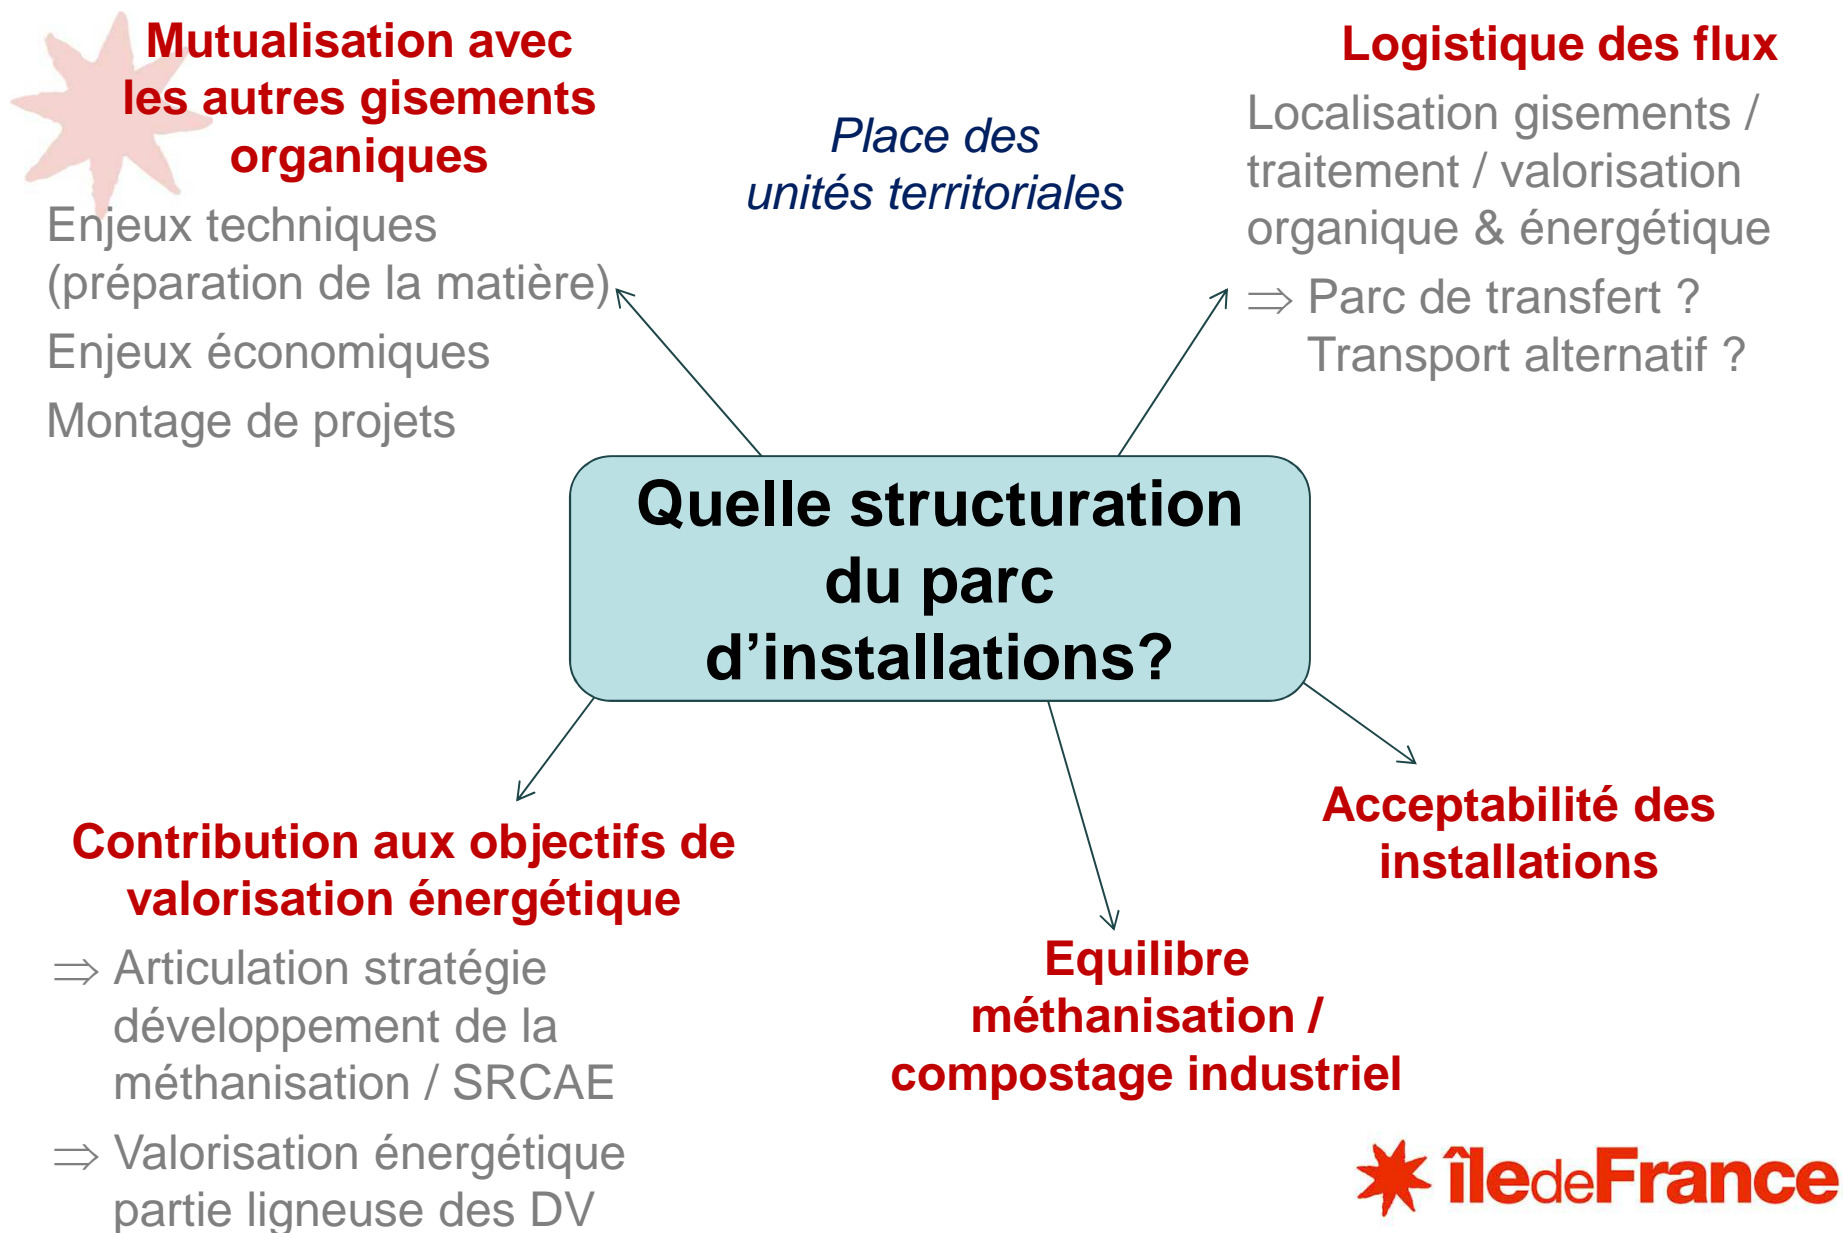 Mutualisation avec
les autres gisements
organiques
Enjeux techniques
(préparation de la matière)
Enjeux économiques
Montage de projets
Place des
unités territoriales
Logistique des flux
Localisation gisements /
traitement / valorisation
organique & énergétique
⇒ Parc de transfert ?
Transport alternatif ?
Quelle structuration
du parc
d’installations?
Contribution aux objectifs de
valorisation énergétique
⇒ Articulation stratégie
développement de la
méthanisation / SRCAE
⇒ Valorisation énergétique
partie ligneuse des DV
Equilibre
méthanisation /
compostage industriel
Acceptabilité des
installations
îledeFrance